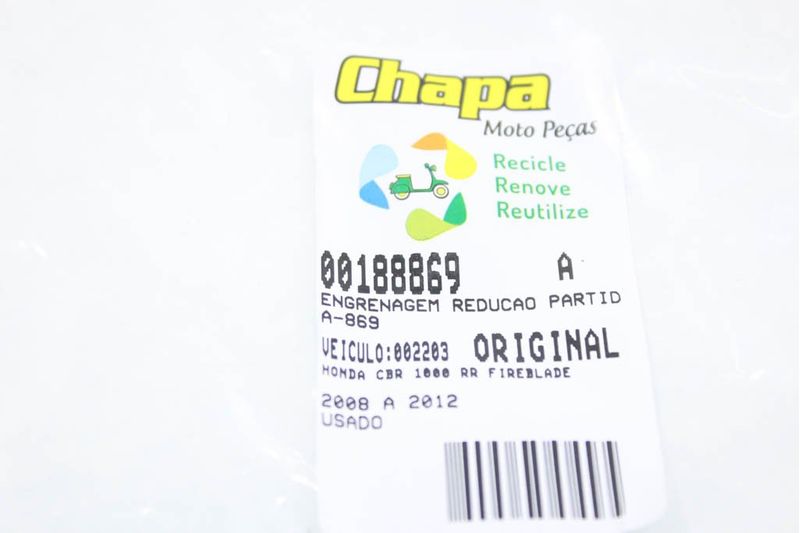 Chapa
Moto Peças
Recicle
Renove
Reutilize
00188869 A
ENGRENAGEM REDUCAO PARTID
A-869
VEICULO:002203 ORIGINAL
HONDA CBR 1000 RR FIREBLADE
2008 A 2012
USADO